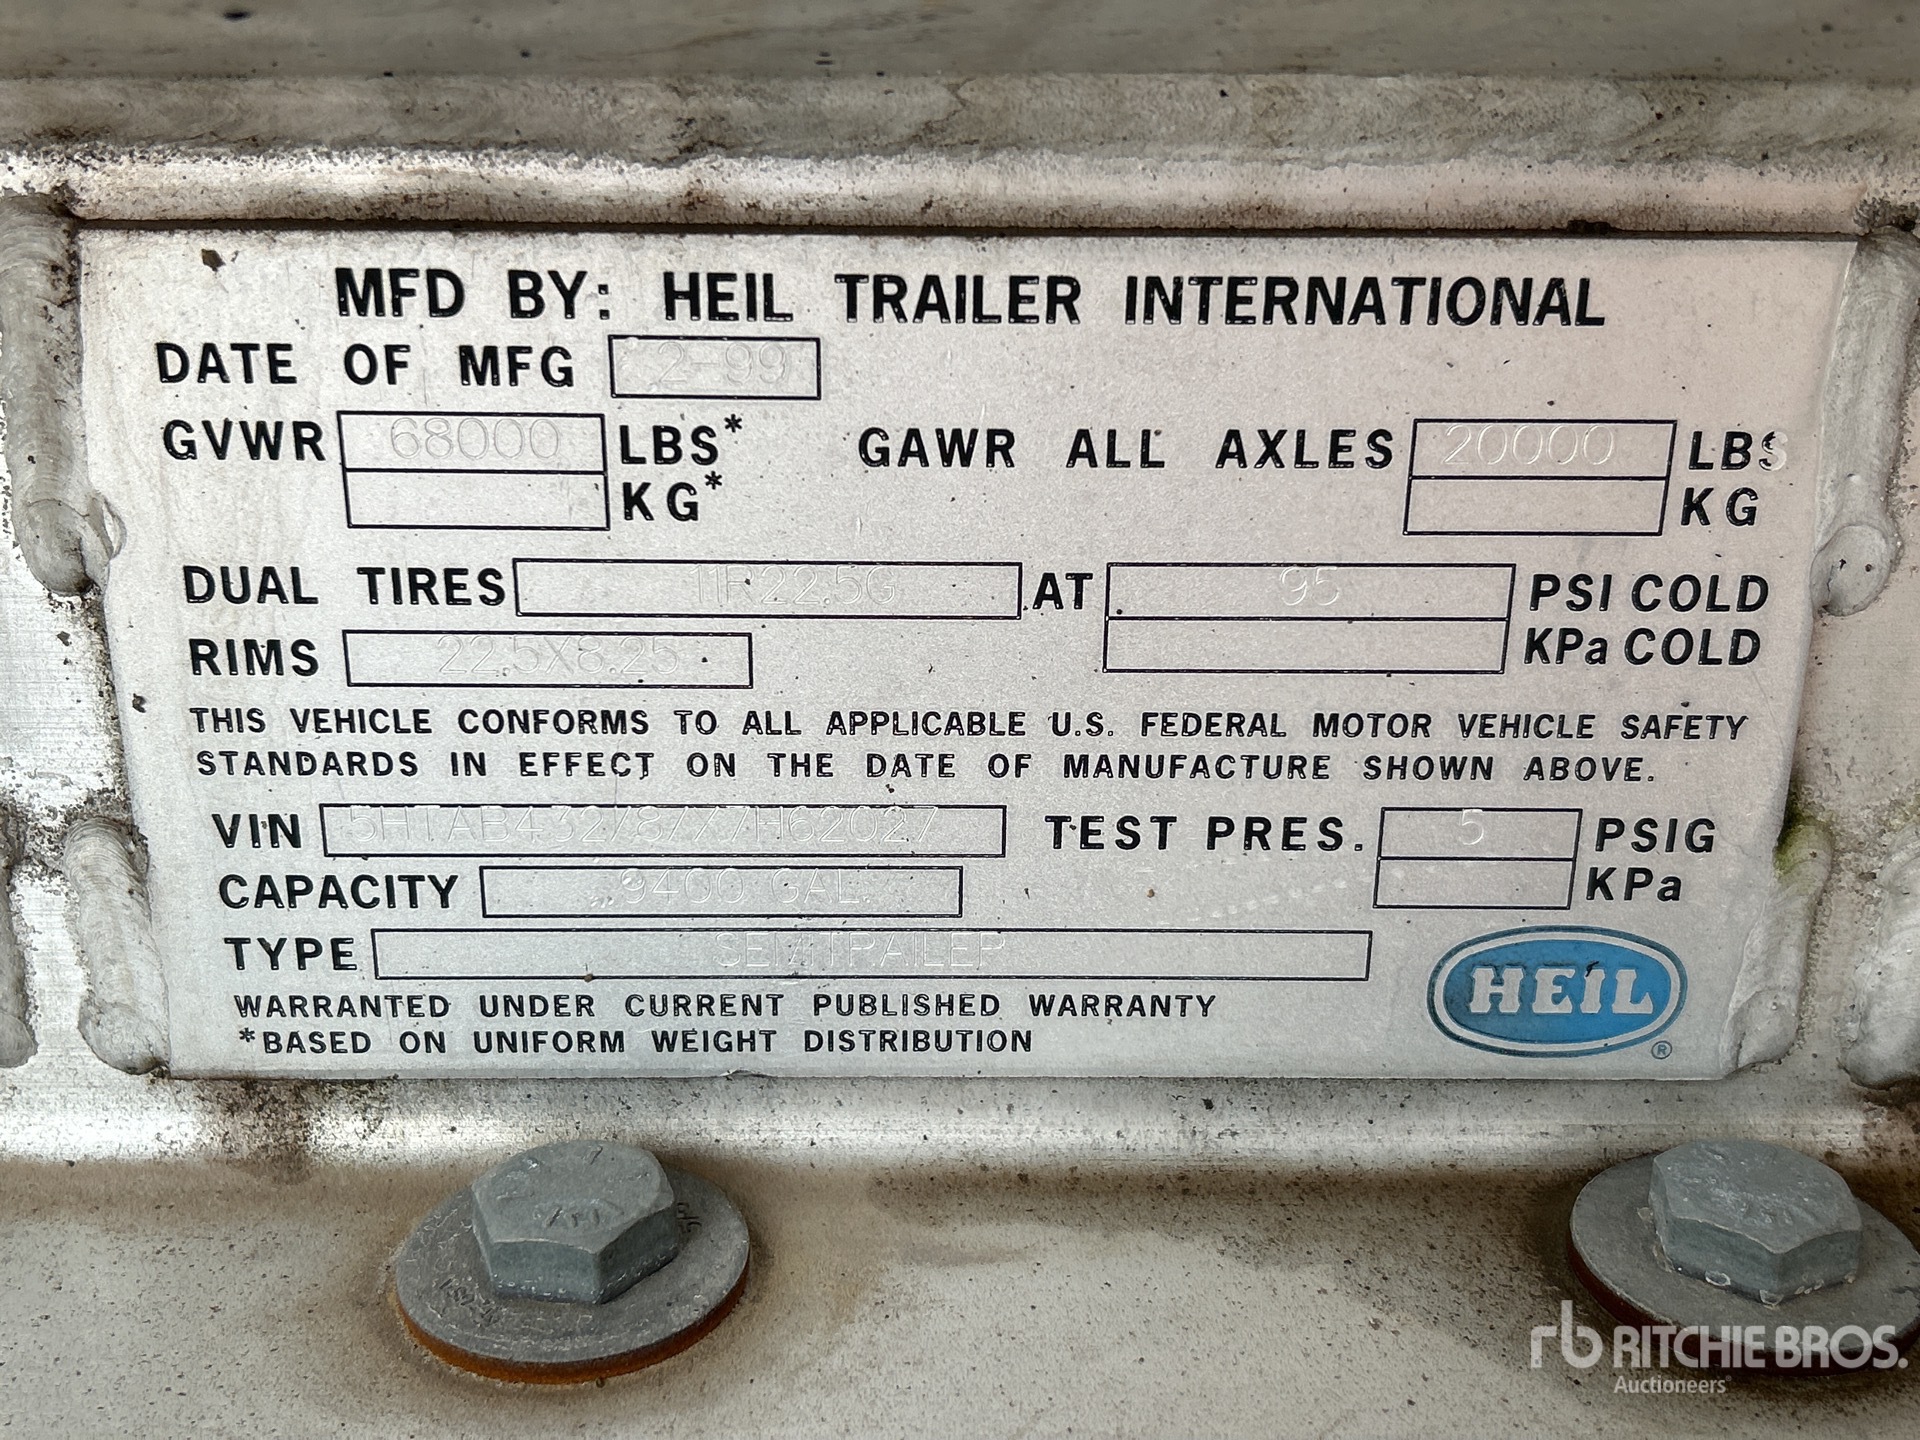 MFD BY: HEIL TRAILER INTERNATIONAL
DATE OF MFG 12-99
GVWR 68000 LBS* GAWR ALL AXLES 20000 LBS
KG* KG
DUAL TIRES 11R22.5G AT 95 PSI COLD
RIMS 22.5X8.25 KPa COLD
THIS VEHICLE CONFORMS TO ALL APPLICABLE U.S. FEDERAL MOTOR VEHICLE SAFETY
STANDARDS IN EFFECT ON THE DATE OF MANUFACTURE SHOWN ABOVE.
VIN TEST PRES. 5 PSIG
CAPACITY 9400 GAL. KPa
TYPE SEMITRAILER
WARRANTED UNDER CURRENT PUBLISHED WARRANTY
*BASED ON UNIFORM WEIGHT DISTRIBUTION
HEIL®
rb RITCHIE BROS.
Auctioneers